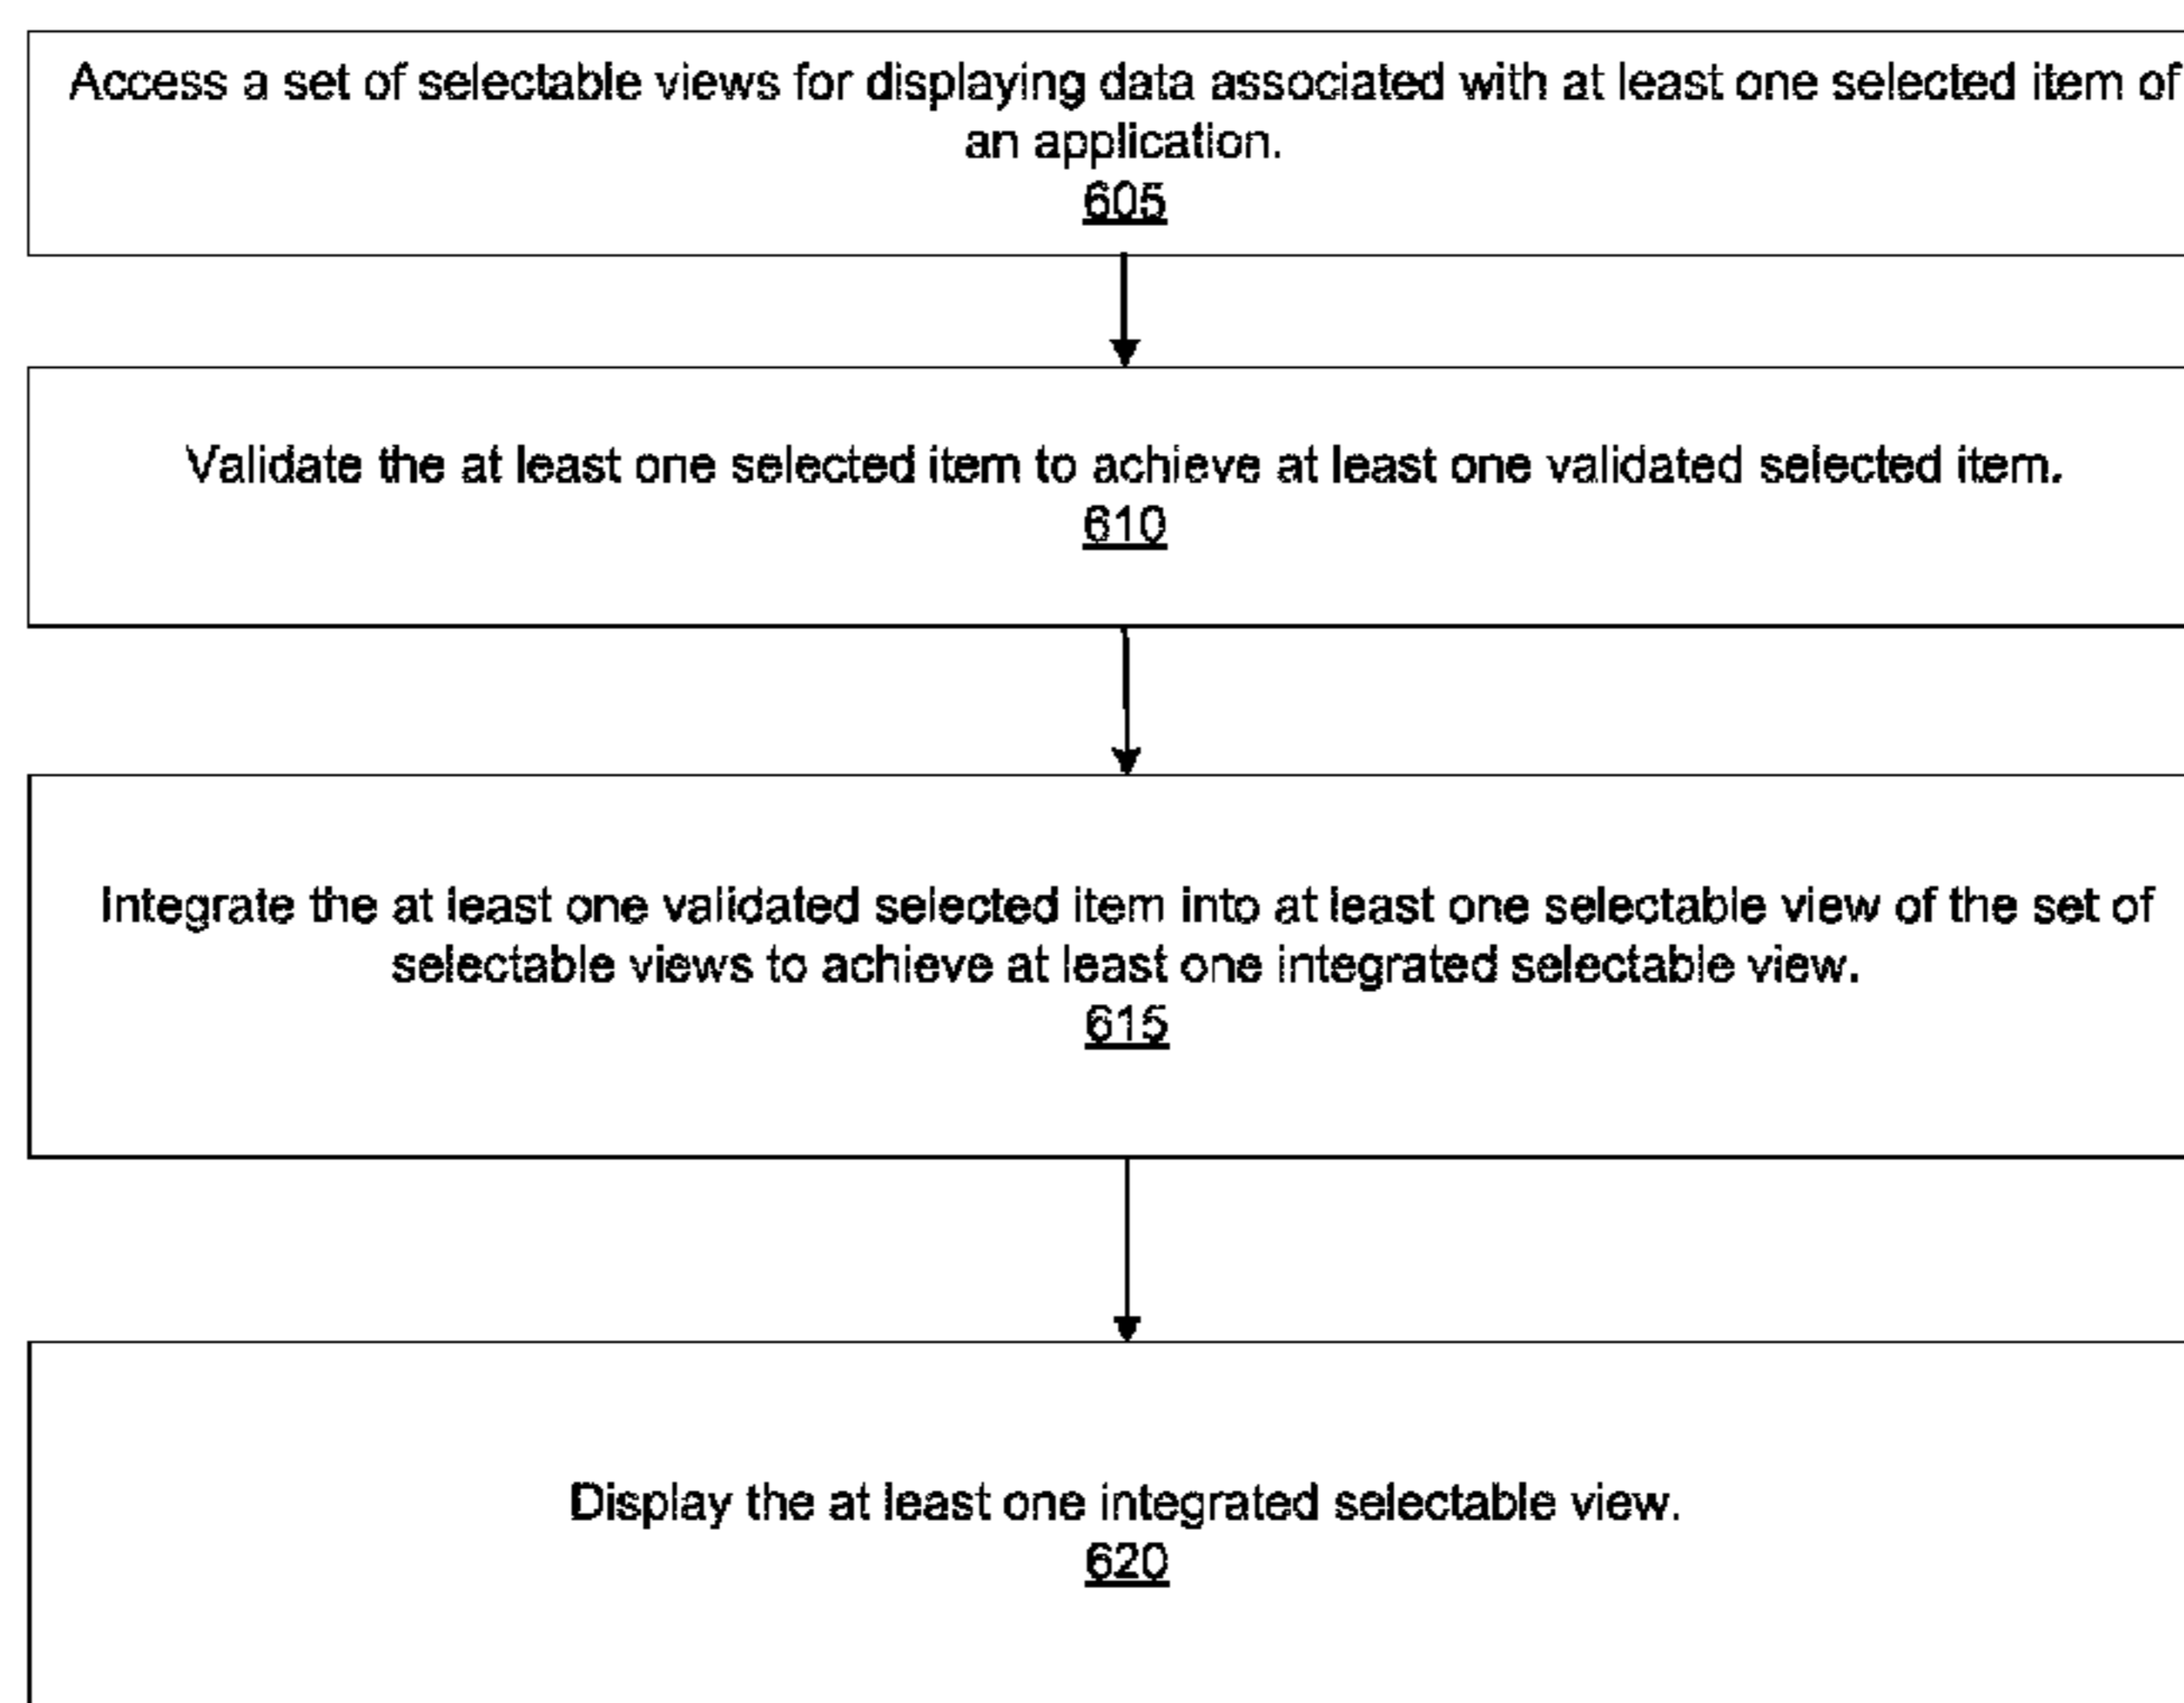 Access a set of selectable views for displaying data associated with at least one selected item of
an application.
605
Validate the at least one selected item to achieve at least one validated selected item.
610
Integrate the at least one validated selected item into at least one selectable view of the set of
selectable views to achieve at least one integrated selectable view.
615
Display the at least one integrated selectable view.
620